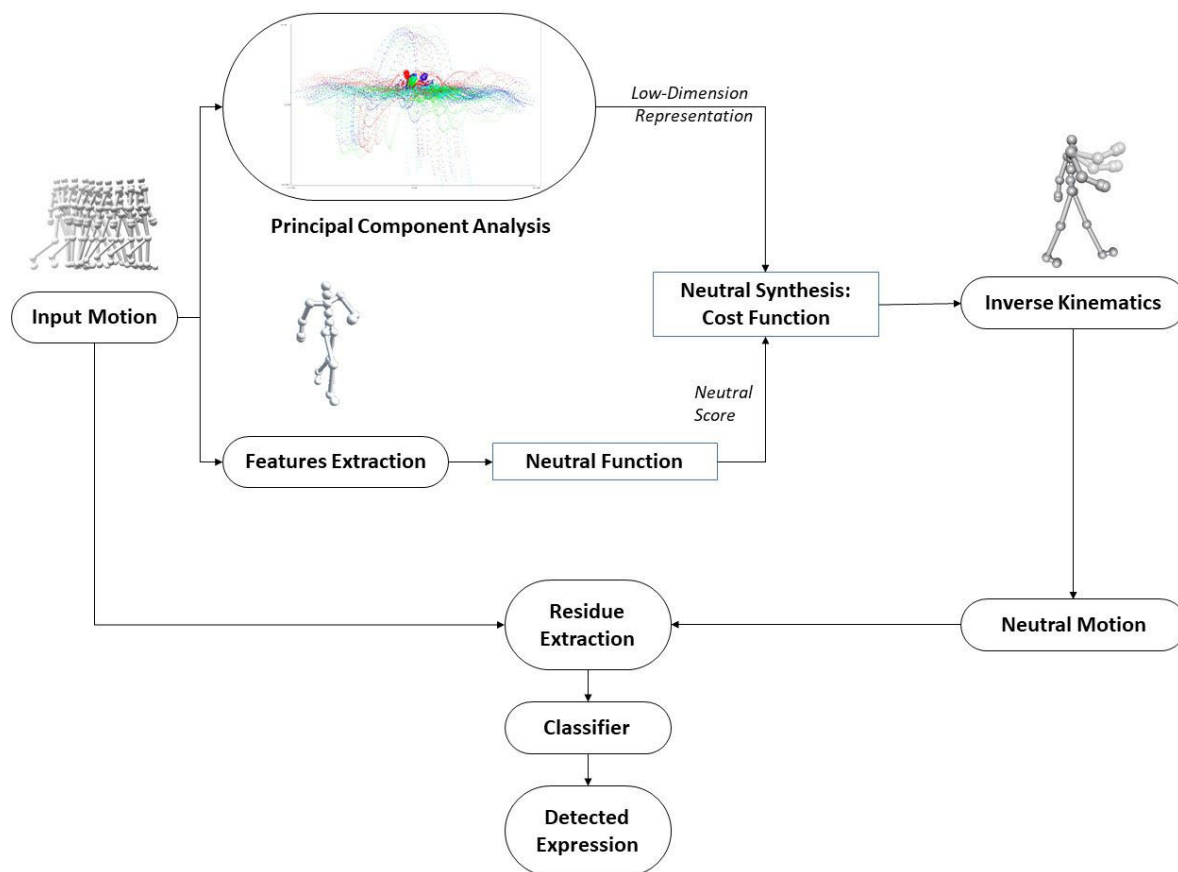 Low-Dimension
Representation
Principal Component Analysis
Input Motion
Neutral Synthesis:
Cost Function
Inverse Kinematics
Neutral
Score
Features Extraction
Neutral Function
Residue
Extraction
Neutral Motion
Classifier
Detected
Expression